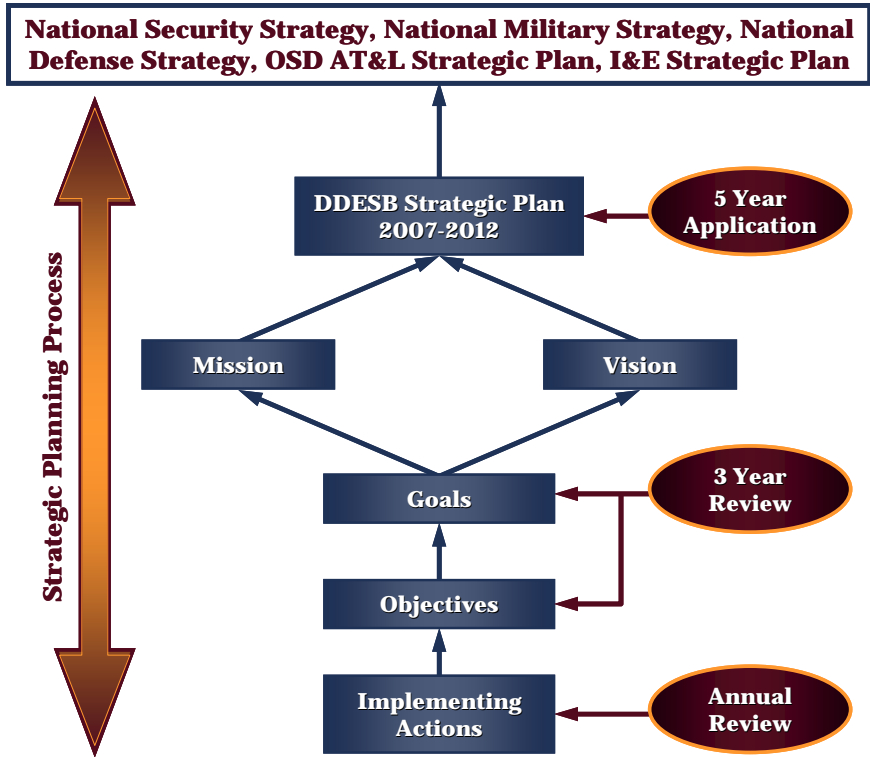 National Security Strategy, National Military Strategy, National
Defense Strategy, OSD AT&L Strategic Plan, I&E Strategic Plan
DDESB Strategic Plan
2007-2012
5 Year
Application
Strategic Planning Process
Mission
Vision
Goals
3 Year
Review
Objectives
Implementing
Actions
Annual
Review